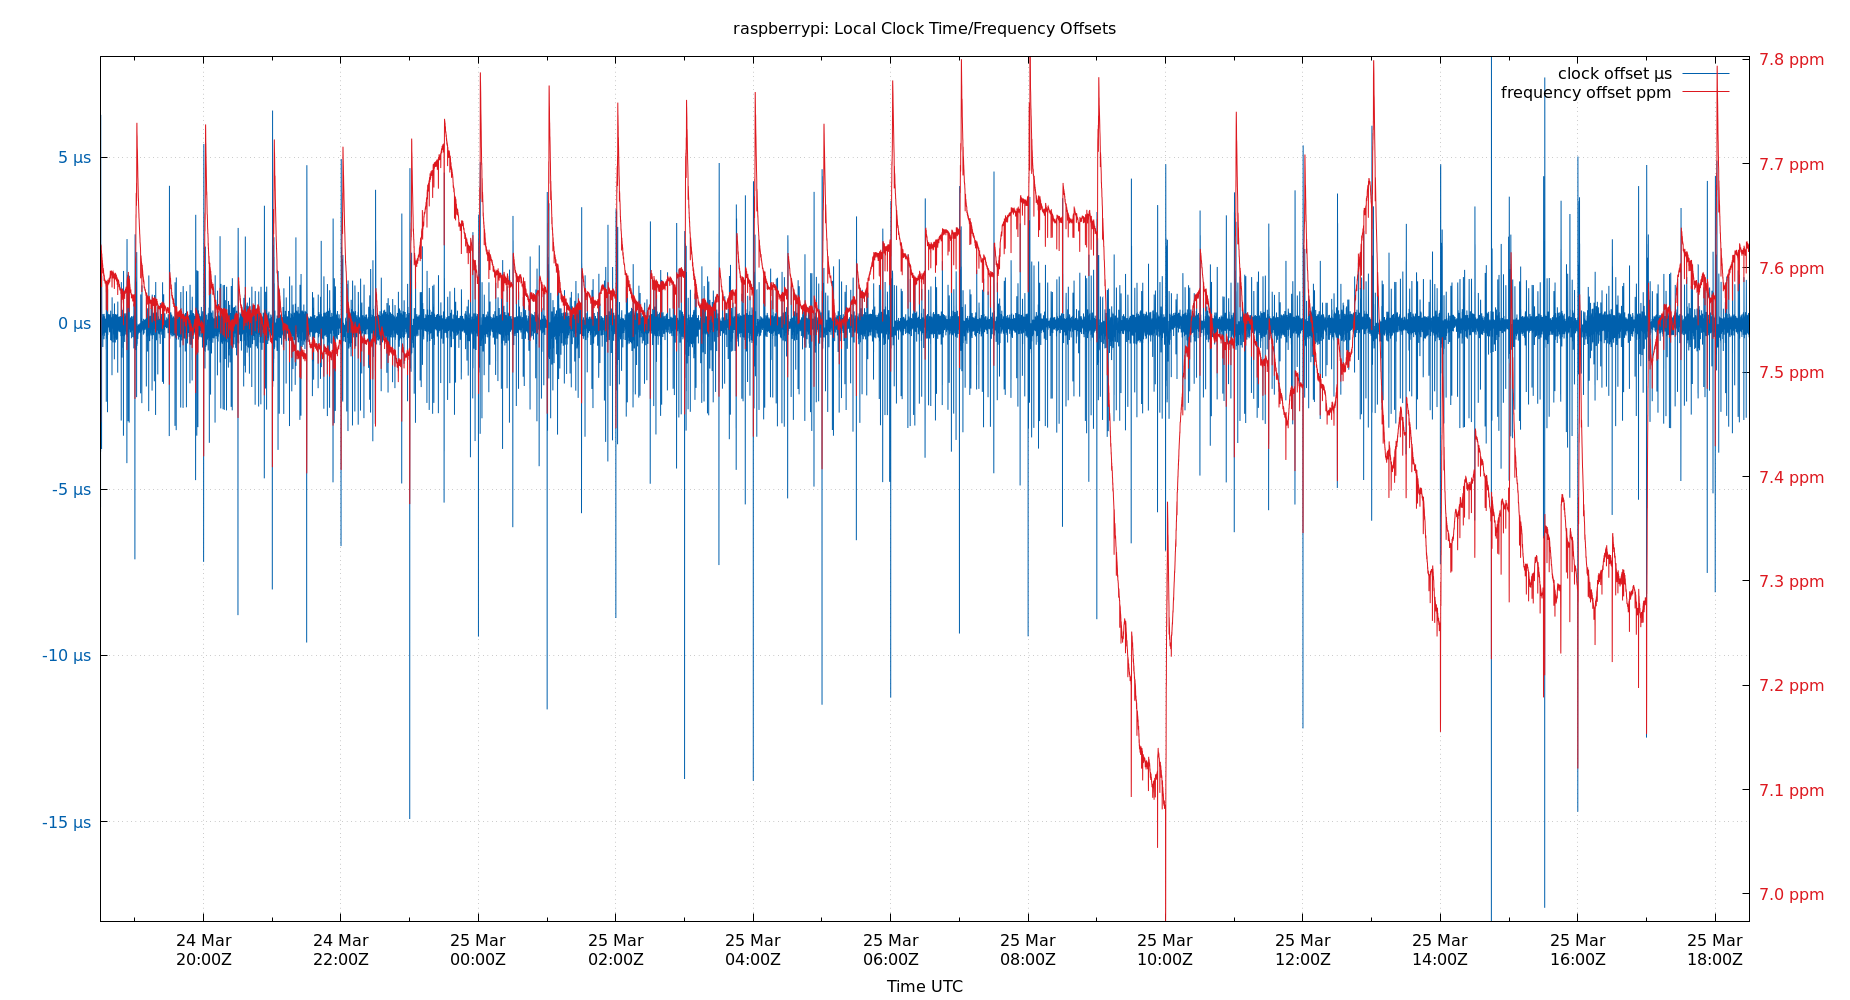 raspberrypi: Local Clock Time/Frequency Offsets
clock offset µs
frequency offset ppm
5 µs
0 µs
-5 µs
-10 µs
-15 µs
7.8 ppm
7.7 ppm
7.6 ppm
7.5 ppm
7.4 ppm
7.3 ppm
7.2 ppm
7.1 ppm
7.0 ppm
24 Mar
20:00Z
24 Mar
22:00Z
25 Mar
00:00Z
25 Mar
02:00Z
25 Mar
04:00Z
25 Mar
06:00Z
25 Mar
08:00Z
25 Mar
10:00Z
25 Mar
12:00Z
25 Mar
14:00Z
25 Mar
16:00Z
25 Mar
18:00Z
Time UTC